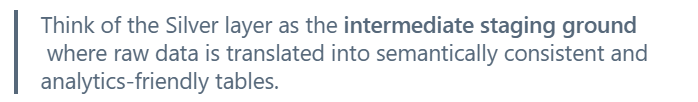 Think of the Silver layer as the intermediate staging ground
where raw data is translated into semantically consistent and
analytics-friendly tables.